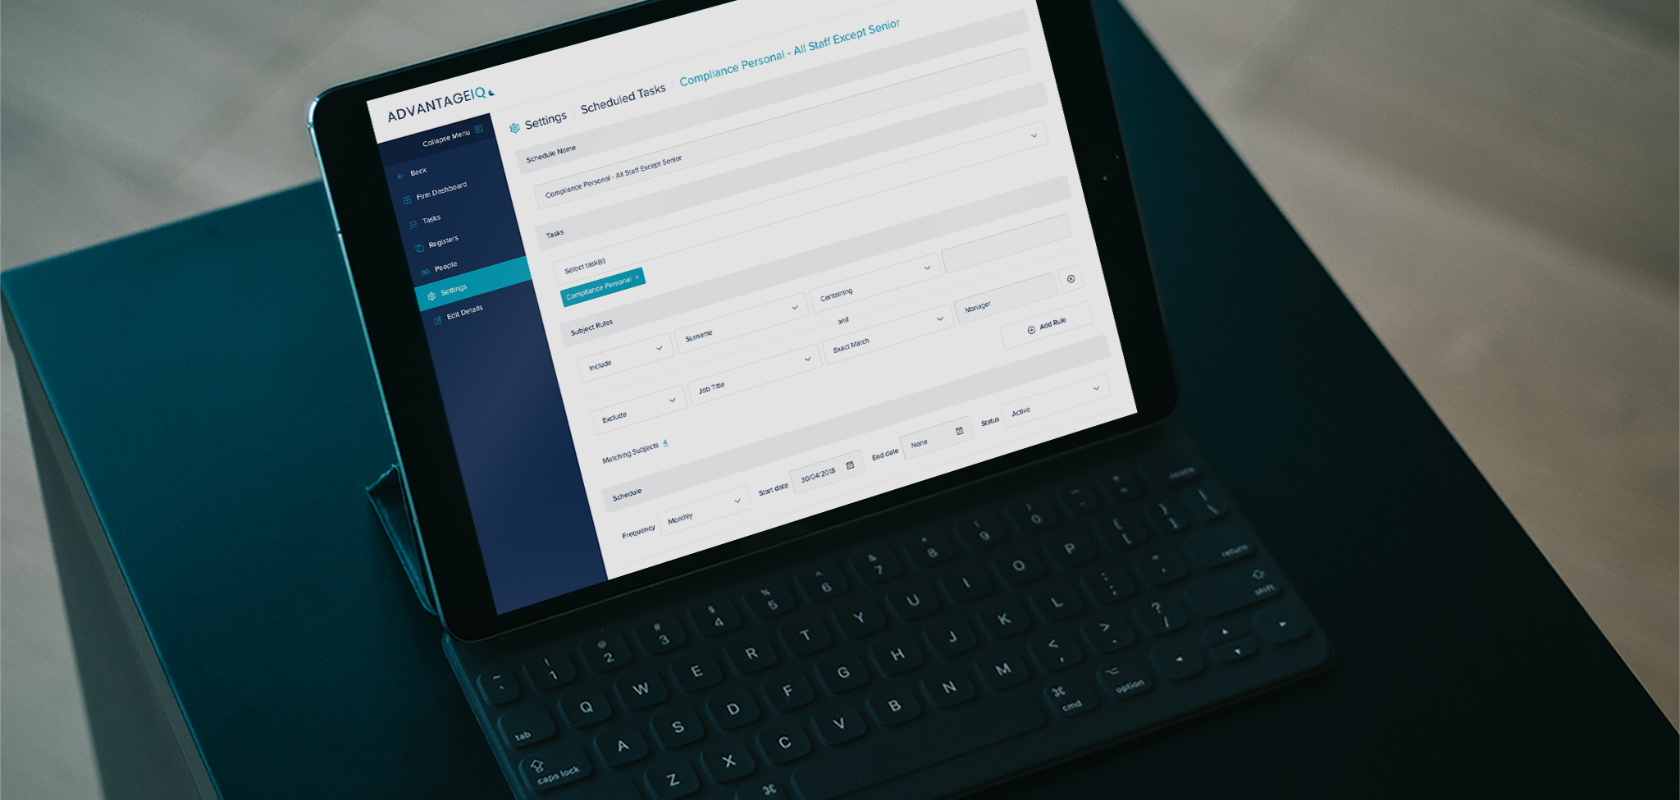 ADVANTAGEIQ
Collapse Menu
Back
Firm Dashboard
Tasks
Registers
People
Settings
Edit Details
Settings Scheduled Tasks Compliance Personal - All Staff Except Senior
Schedule Name
Compliance Personal - All Staff Except Senior
Tasks
Select task(s)
Compliance Personal ×
Subject Rules
Include Surname Containing
and
Exclude Job Title Exact Match Manager
Add Rule
Matching Subjects 4
Schedule
Frequency Monthly Start date 30/04/2018 End date None Status Active
~ ! @ # $ % ^ & * ( ) _ + delete
` 1 2 3 4 5 6 7 8 9 0 - =
tab Q W E R T Y U I O P { [ } ] | \
caps lock A S D F G H J K L : ; " ' return
Z X C V B N M < , > . ? / shift
⌘ ⌘ cmd option